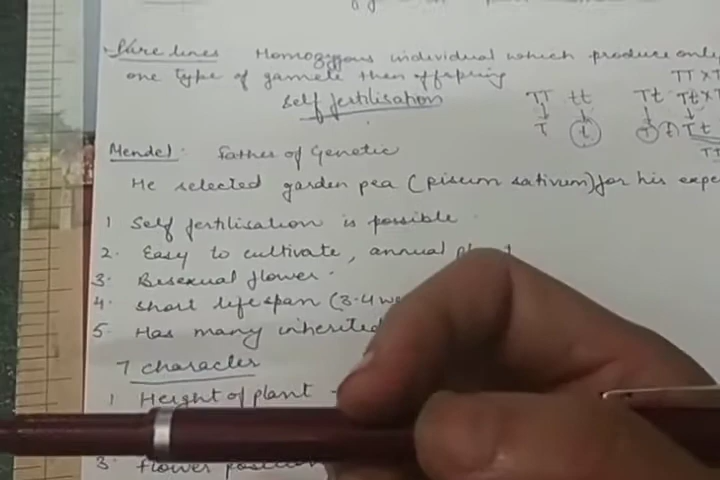 Pure lines Homozygous individual which produce only
one type of gamete then offspring TT x T
Self fertilisation TT tt Tt Tt x T
T t T t Tt
Mendel: Father of Genetic TT
He selected garden pea (pisum sativum) for his expe
1 Self fertilisation is possible
2. Easy to cultivate, annual
3. Bisexual flower.
4. Short life span (3-4 w
5. Has many inherited
7 character
1 Height of plant -
3. flower position